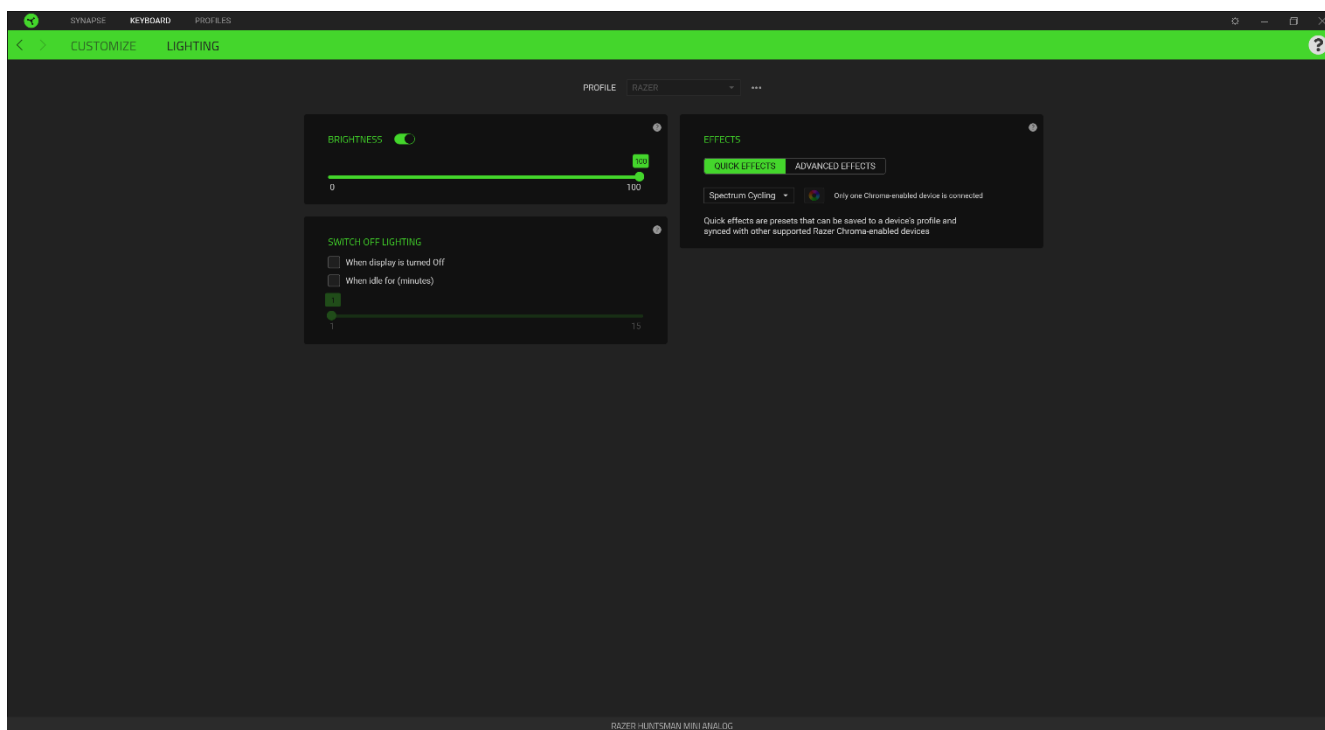 SYNAPSE KEYBOARD PROFILES
CUSTOMIZE LIGHTING
?
PROFILE RAZER
BRIGHTNESS
?
100
0 100
SWITCH OFF LIGHTING
?
When display is turned Off
When idle for (minutes)
1
1 15
EFFECTS
?
QUICK EFFECTS ADVANCED EFFECTS
Spectrum Cycling Only one Chroma-enabled device is connected
Quick effects are presets that can be saved to a device's profile and
synced with other supported Razer Chroma-enabled devices
RAZER HUNTSMAN MINI ANALOG